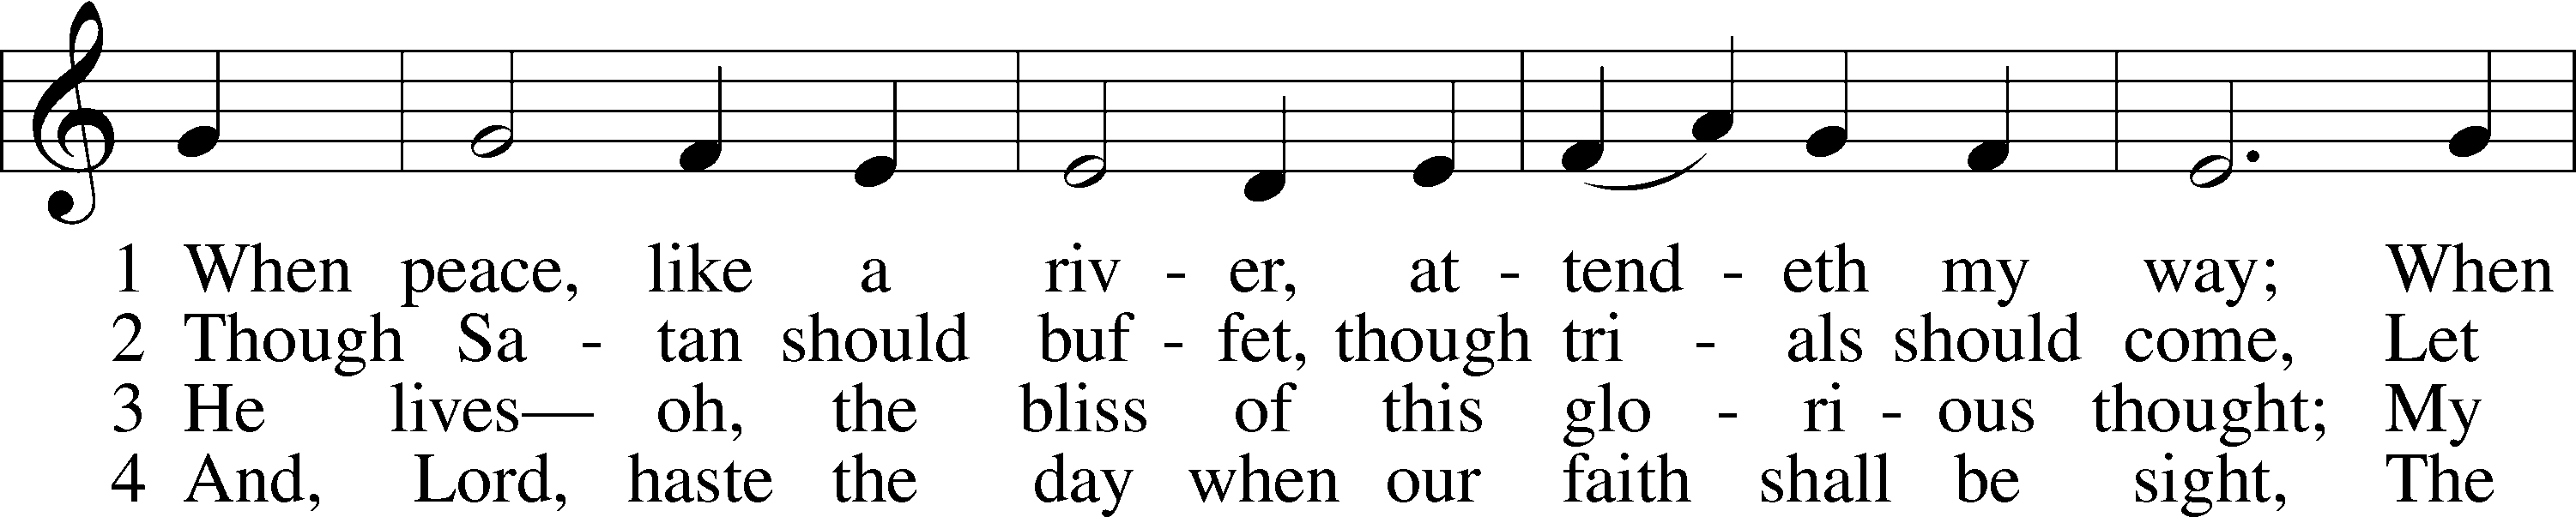 1 When peace, like a riv - er, at - tend - eth my way; When
2 Though Sa - tan should buf - fet, though tri - als should come, Let
3 He lives— oh, the bliss of this glo - ri - ous thought; My
4 And, Lord, haste the day when our faith shall be sight, The